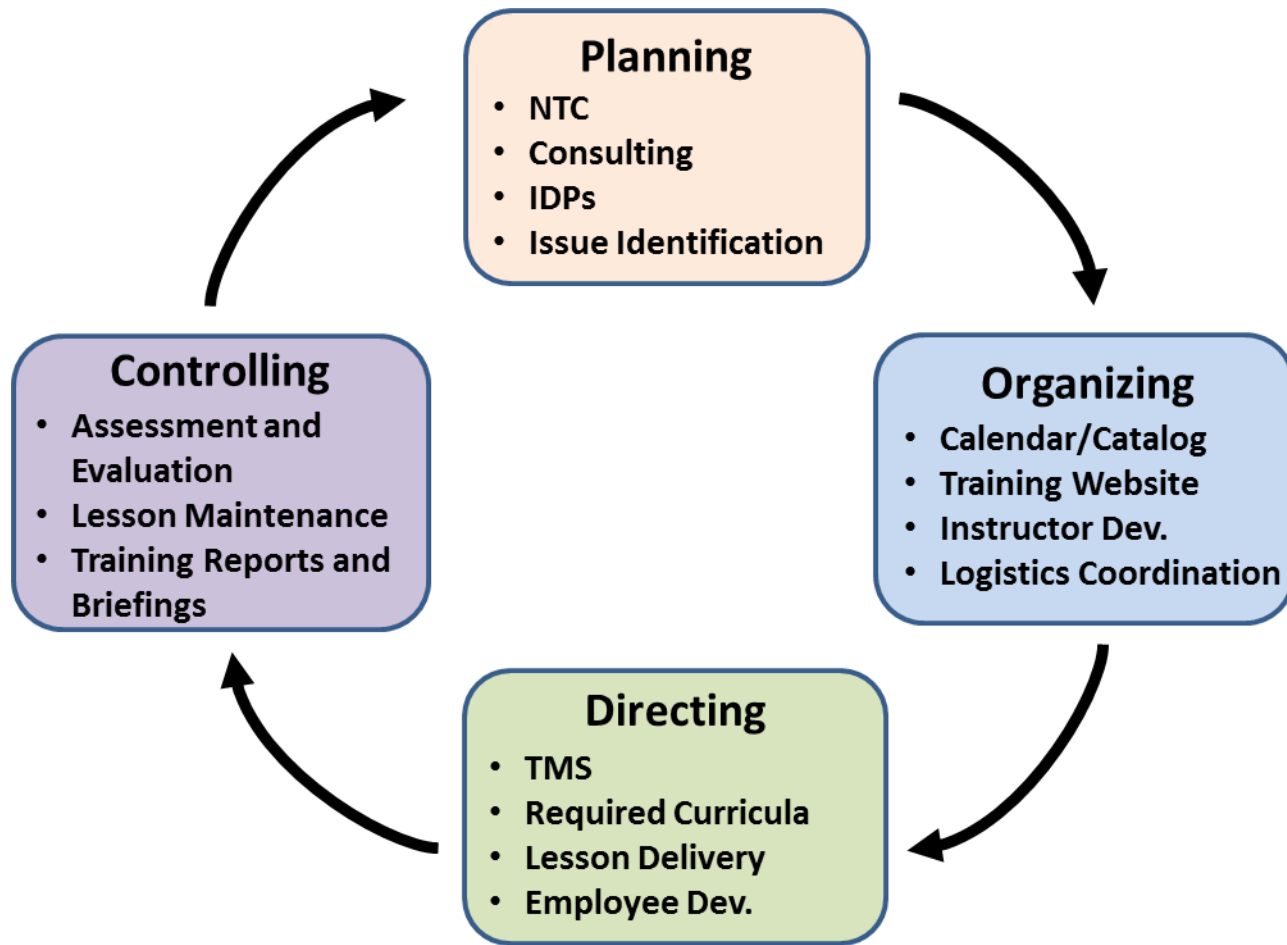 Planning
• NTC
• Consulting
• IDPs
• Issue Identification
Organizing
• Calendar/Catalog
• Training Website
• Instructor Dev.
• Logistics Coordination
Directing
• TMS
• Required Curricula
• Lesson Delivery
• Employee Dev.
Controlling
• Assessment and
Evaluation
• Lesson Maintenance
• Training Reports and
Briefings